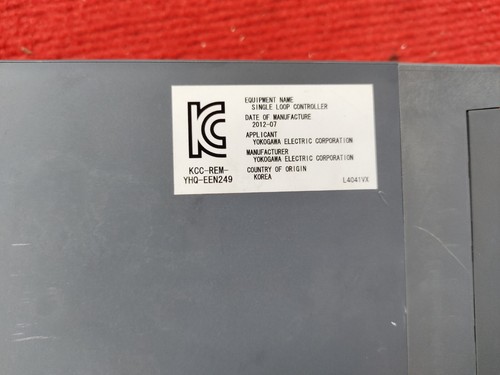 KC
KCC-REM-
YHQ-EEN249
EQUIPMENT NAME
SINGLE LOOP CONTROLLER
DATE OF MANUFACTURE
2012-07
APPLICANT
YOKOGAWA ELECTRIC CORPORATION
MANUFACTURER
YOKOGAWA ELECTRIC CORPORATION
COUNTRY OF ORIGIN
KOREA
L4041VX